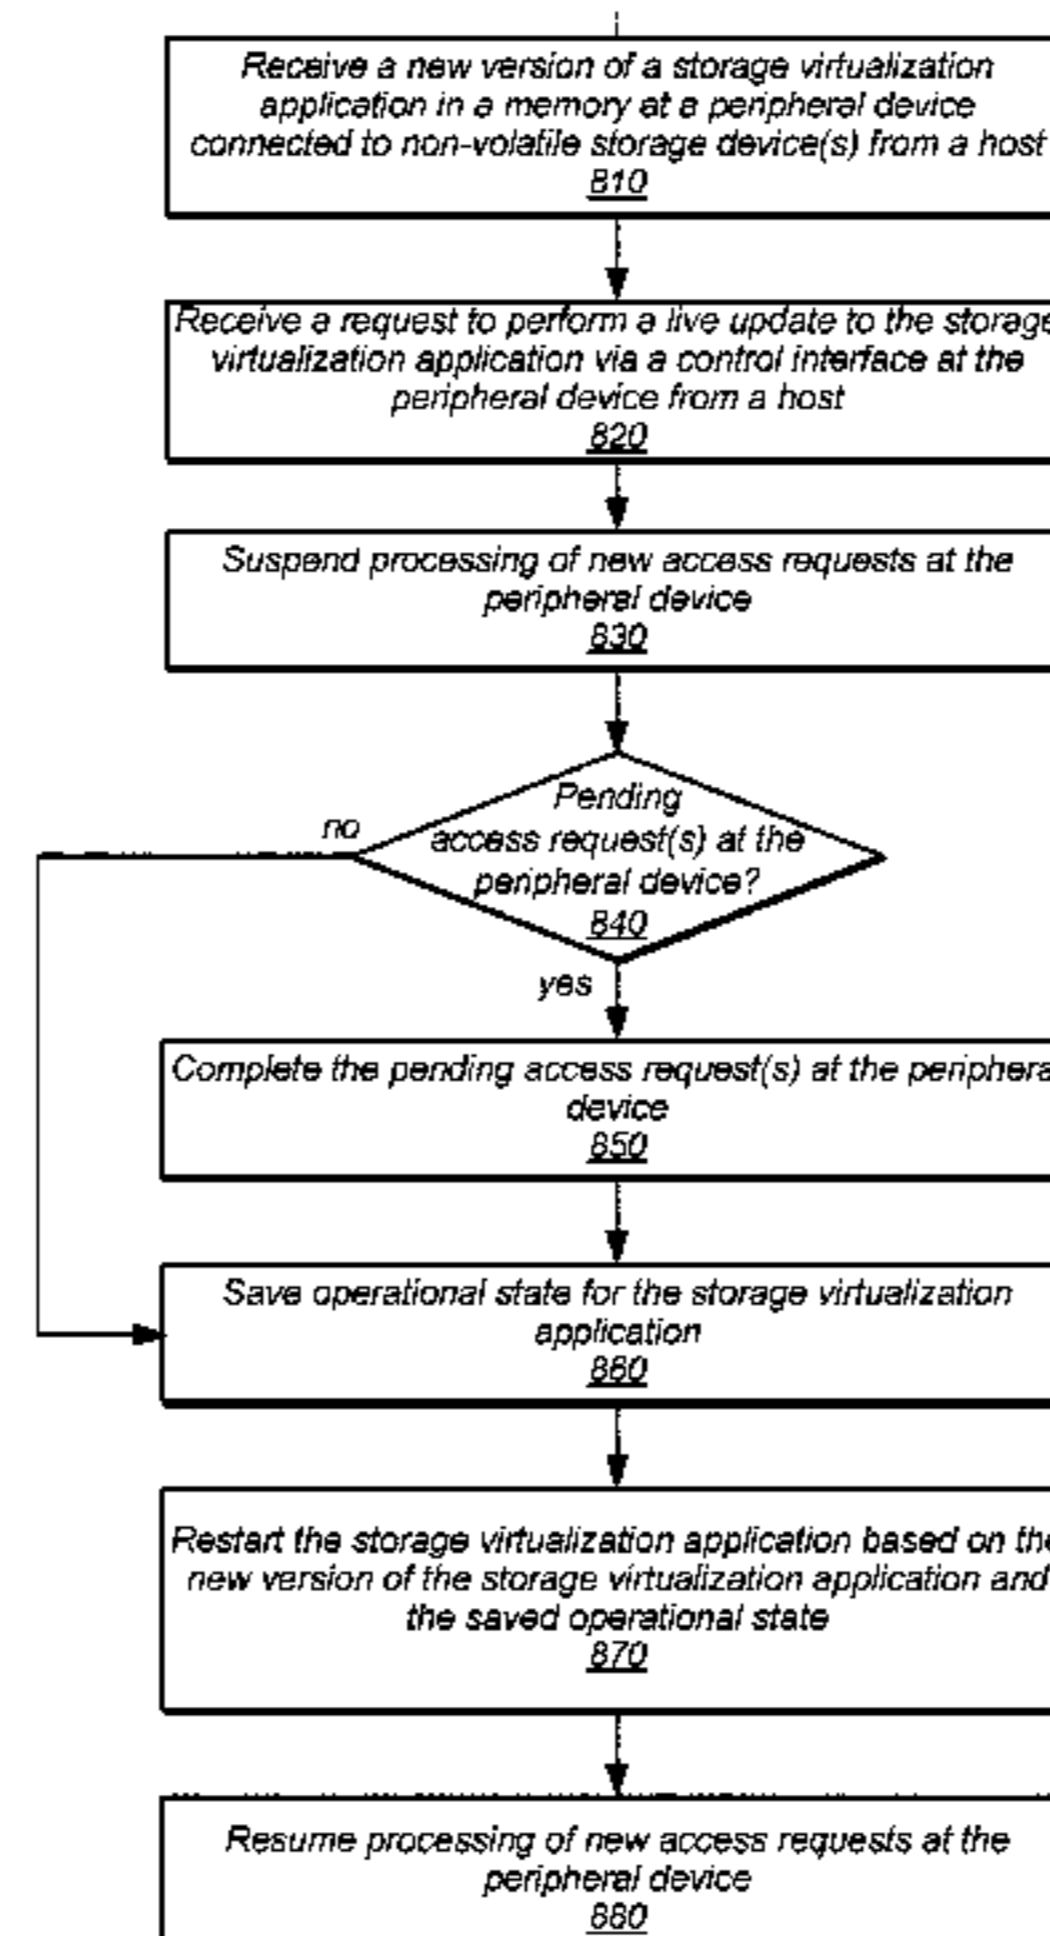 Receive a new version of a storage virtualization
application in a memory at a peripheral device
connected to non-volatile storage device(s) from a host
810
Receive a request to perform a live update to the storage
virtualization application via a control interface at the
peripheral device from a host
820
Suspend processing of new access requests at the
peripheral device
830
Pending
access request(s) at the
peripheral device?
840
no
yes
Complete the pending access request(s) at the periphera
device
850
Save operational state for the storage virtualization
application
860
Restart the storage virtualization application based on the
new version of the storage virtualization application and
the saved operational state
870
Resume processing of new access requests at the
peripheral device
880